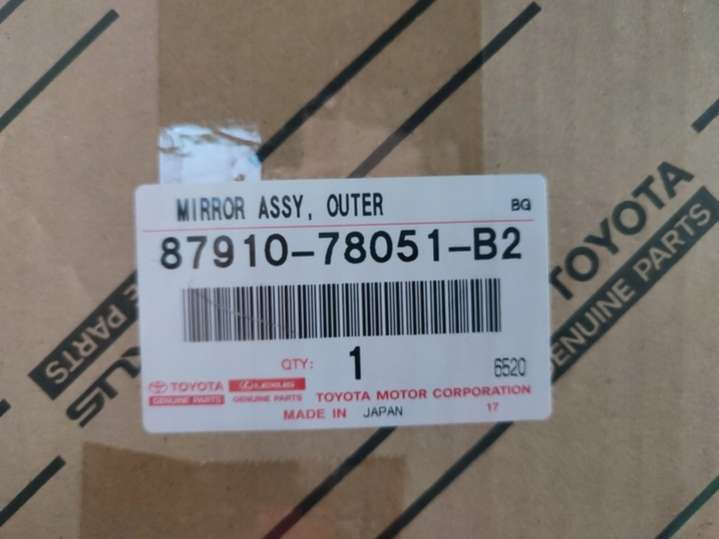 MIRROR ASSY, OUTER BG
87910-78051-B2
QTY: 1 6520
TOYOTA LEXUS TOYOTA MOTOR CORPORATION
GENUINE PARTS GENUINE PARTS 17
MADE IN JAPAN
TOYOTA
GENUINE PARTS
PARTS